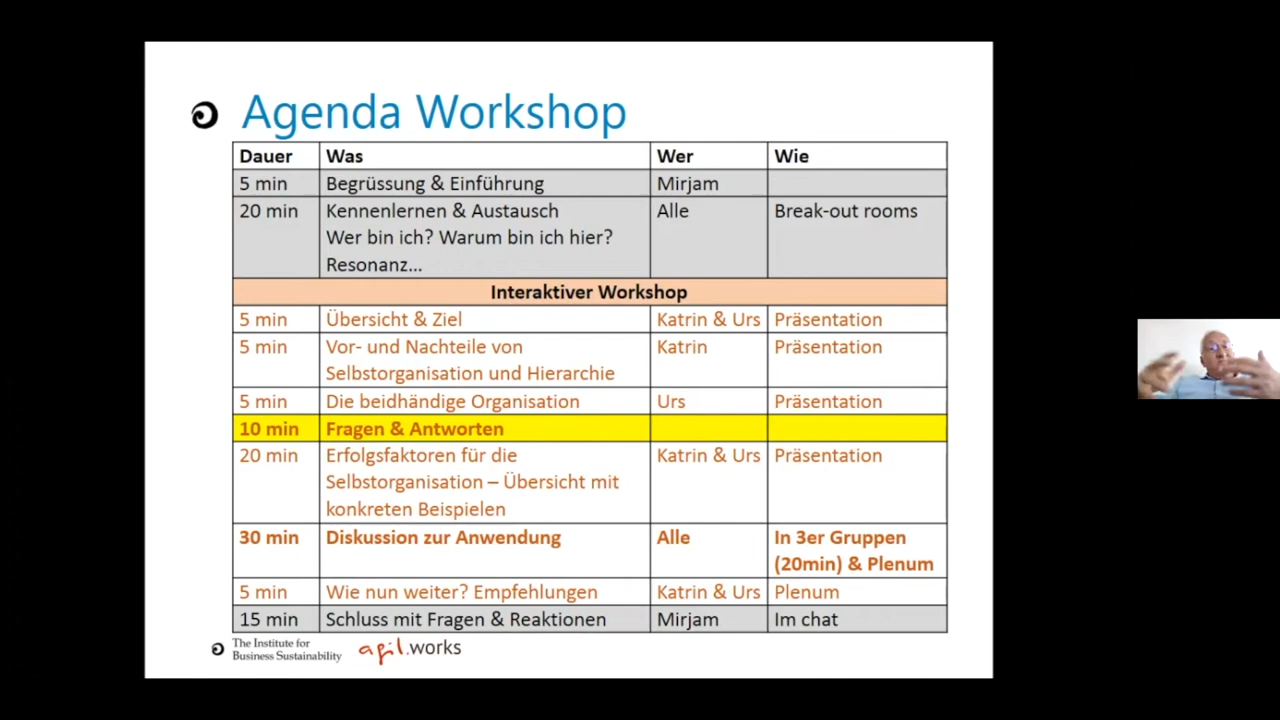 Agenda Workshop
Dauer Was Wer Wie
5 min Begrüssung & Einführung Mirjam
20 min Kennenlernen & Austausch Alle Break-out rooms
Wer bin ich? Warum bin ich hier?
Resonanz...
Interaktiver Workshop
5 min Übersicht & Ziel Katrin & Urs Präsentation
5 min Vor- und Nachteile von Katrin Präsentation
Selbstorganisation und Hierarchie
5 min Die beidhändige Organisation Urs Präsentation
10 min Fragen & Antworten
20 min Erfolgsfaktoren für die Katrin & Urs Präsentation
Selbstorganisation – Übersicht mit
konkreten Beispielen
30 min Diskussion zur Anwendung Alle In 3er Gruppen
(20min) & Plenum
5 min Wie nun weiter? Empfehlungen Katrin & Urs Plenum
15 min Schluss mit Fragen & Reaktionen Mirjam Im chat
The Institute for
Business Sustainability
agil.works